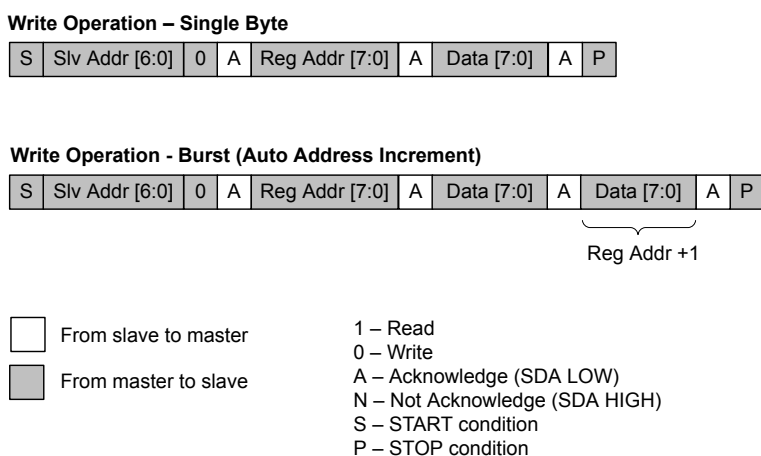 Write Operation – Single Byte
S Slv Addr [6:0] 0 A Reg Addr [7:0] A Data [7:0] A P
Write Operation - Burst (Auto Address Increment)
S Slv Addr [6:0] 0 A Reg Addr [7:0] A Data [7:0] A Data [7:0] A P
Reg Addr +1
From slave to master
From master to slave
1 – Read
0 – Write
A – Acknowledge (SDA LOW)
N – Not Acknowledge (SDA HIGH)
S – START condition
P – STOP condition